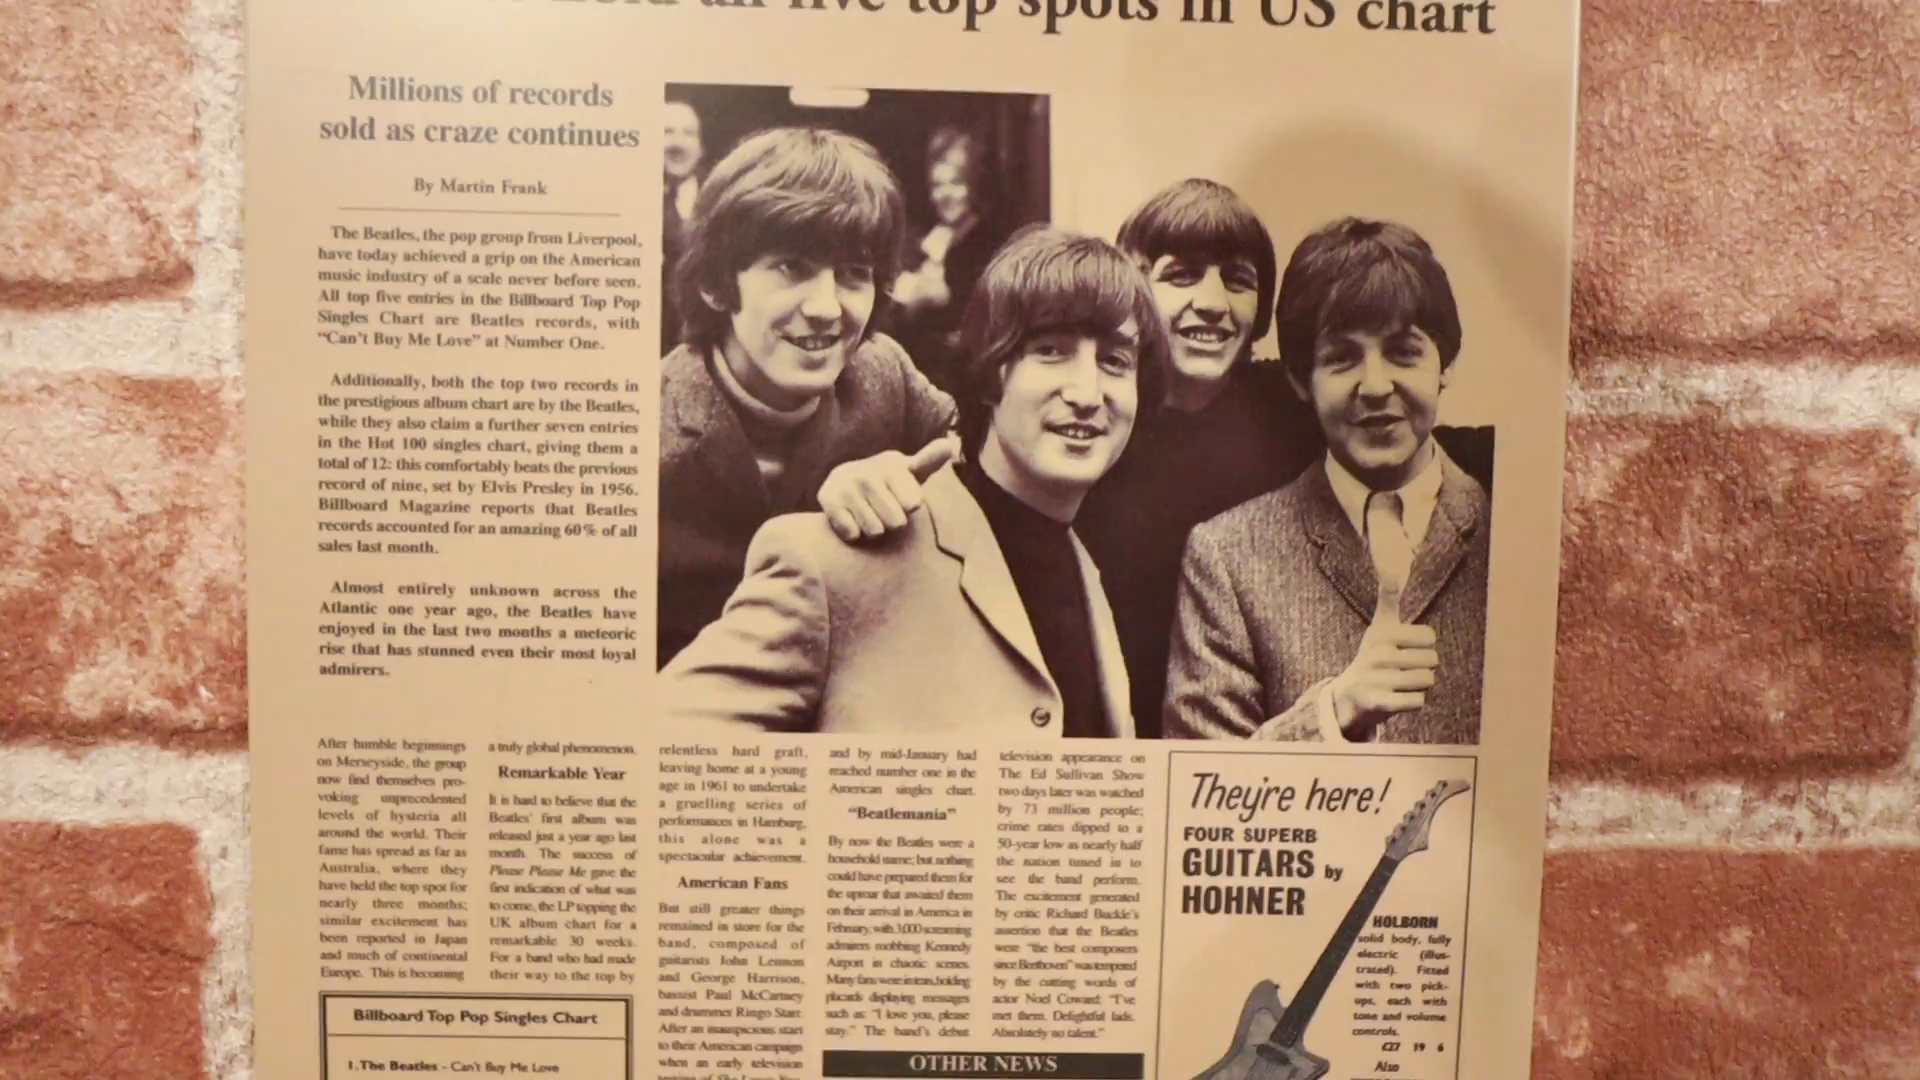 all five top spots in US chart
Millions of records
sold as craze continues
By Martin Frank
The Beatles, the pop group from Liverpool,
have today achieved a grip on the American
music industry of a scale never before seen.
All top five entries in the Billboard Top Pop
Singles Chart are Beatles records, with
“Can’t Buy Me Love” at Number One.
Additionally, both the top two records in
the prestigious album chart are by the Beatles,
while they also claim a further seven entries
in the Hot 100 singles chart, giving them a
total of 12: this comfortably beats the previous
record of nine, set by Elvis Presley in 1956.
Billboard Magazine reports that Beatles
records accounted for an amazing 60% of all
sales last month.
Almost entirely unknown across the
Atlantic one year ago, the Beatles have
enjoyed in the last two months a meteoric
rise that has stunned even their most loyal
admirers.
After humble beginnings
on Merseyside, the group
now find themselves pro-
voking unprecedented
levels of hysteria all
around the world. Their
fame has spread as far as
Australia, where they
have held the top spot for
nearly three months;
similar excitement has
been reported in Japan
and much of continental
Europe. This is becoming
a truly global phenomenon.
Remarkable Year
It is hard to believe that the
Beatles' first album was
released just a year ago last
month. The success of
Please Please Me gave the
first indication of what was
to come, the LP topping the
UK album chart for a
remarkable 30 weeks.
For a band who had made
their way to the top by
relentless hard graft,
leaving home at a young
age in 1961 to undertake
a gruelling series of
performances in Hamburg,
this alone was a
spectacular achievement.
American Fans
But still greater things
remained in store for the
band, composed of
guitarists John Lennon
and George Harrison,
bassist Paul McCartney
and drummer Ringo Starr.
After an inauspicious start
to their American campaign
when an early television
and by mid-January had
reached number one in the
American singles chart.
“Beatlemania”
By now the Beatles were a
household name; but nothing
could have prepared them for
the uproar that awaited them
on their arrival in America in
February, with 3,000 screaming
admirers mobbing Kennedy
Airport in chaotic scenes.
Many fans were in tears, holding
placards displaying messages
such as: “I love you, please
stay.” The band's debut
television appearance on
The Ed Sullivan Show
two days later was watched
by 73 million people;
crime rates dipped to a
50-year low as nearly half
the nation tuned in to
see the band perform.
The excitement generated
by critic Richard Buckle's
assertion that the Beatles
were “the best composers
since Beethoven” was tempered
by the cutting words of
actor Noel Coward: “I've
met them. Delightful lads.
Absolutely no talent.”
They're here!
FOUR SUPERB
GUITARS by
HOHNER
HOLBORN
solid body, fully
electric (illus-
trated). Fitted
with two pick-
ups, each with
tone and volume
controls.
£27 19 6
Also
Billboard Top Pop Singles Chart
1. The Beatles - Can't Buy Me Love
OTHER NEWS